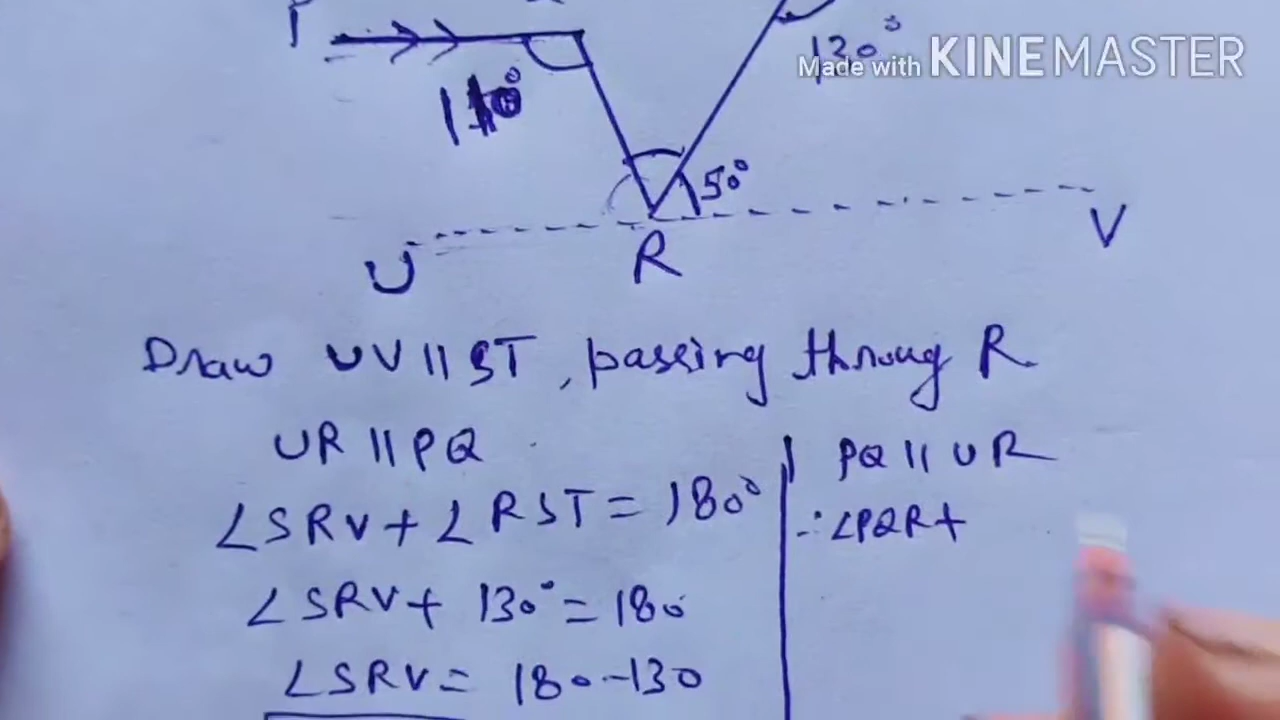 P
130°
Made with KINEMASTER
110°
50°
U
R
V
Draw UV || ST, passing throug R
UR || PQ
∠SRV + ∠RST = 180°
∠SRV + 130° = 180
∠SRV = 180 - 130
PQ || UR
∴ ∠PQR +